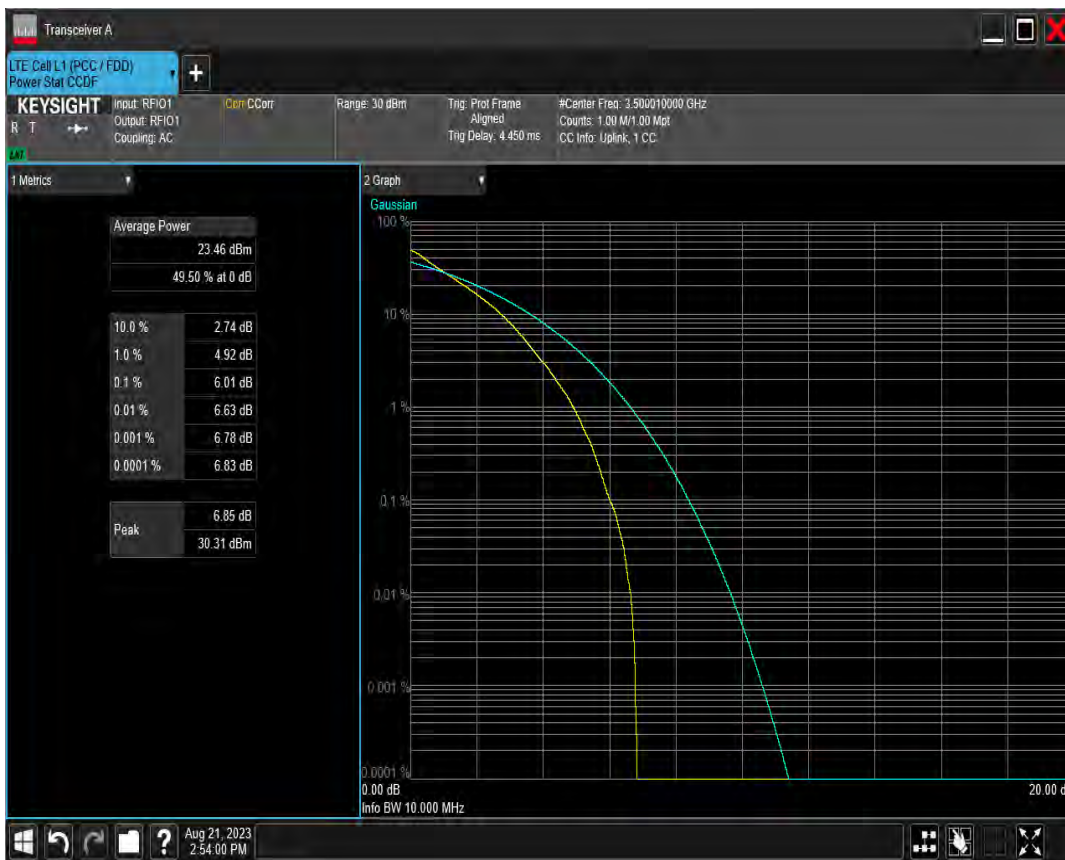 Transceiver A
LTE Cell L1 (PCC / FDD)
Power Stat CCDF
+
KEYSIGHT
R T
LNI
Input: RFIO1
Output: RFIO1
Coupling: AC
Corr CCorr
Range: 30 dBm
Trig: Prot Frame
Aligned
Trig Delay: 4.450 ms
#Center Freq: 3.500010000 GHz
Counts: 1.00 M/1.00 Mpt
CC Info: Uplink, 1 CC
1 Metrics
Average Power
23.46 dBm
49.50 % at 0 dB
10.0 % 2.74 dB
1.0 % 4.92 dB
0.1 % 6.01 dB
0.01 % 6.63 dB
0.001 % 6.78 dB
0.0001 % 6.83 dB
Peak 6.85 dB
30.31 dBm
2 Graph
Gaussian
100 %
10 %
1 %
0.1 %
0.01 %
0.001 %
0.0001 %
0.00 dB 20.00 d
Info BW 10.000 MHz
?
Aug 21, 2023
2:54:00 PM